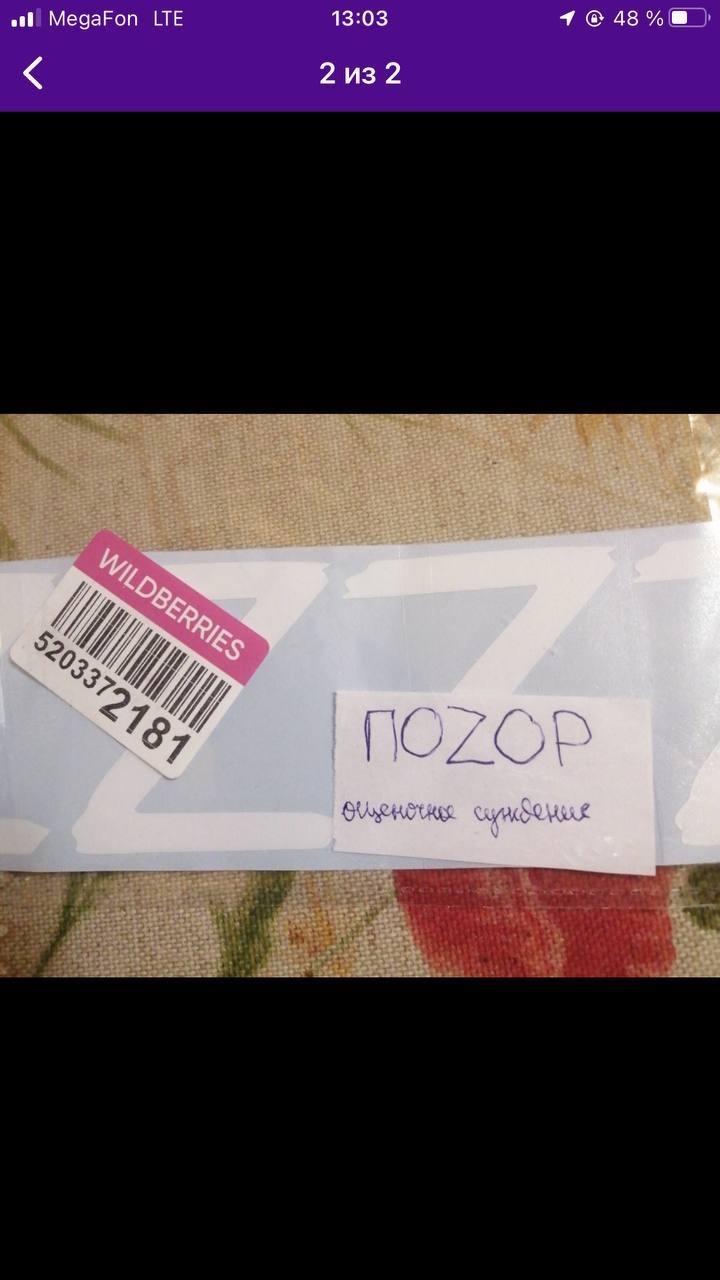 MegaFon LTE 13:03 48 %
2 из 2
Z Z
WILDBERRIES
5203372181
ПОZОР
оценочное суждение